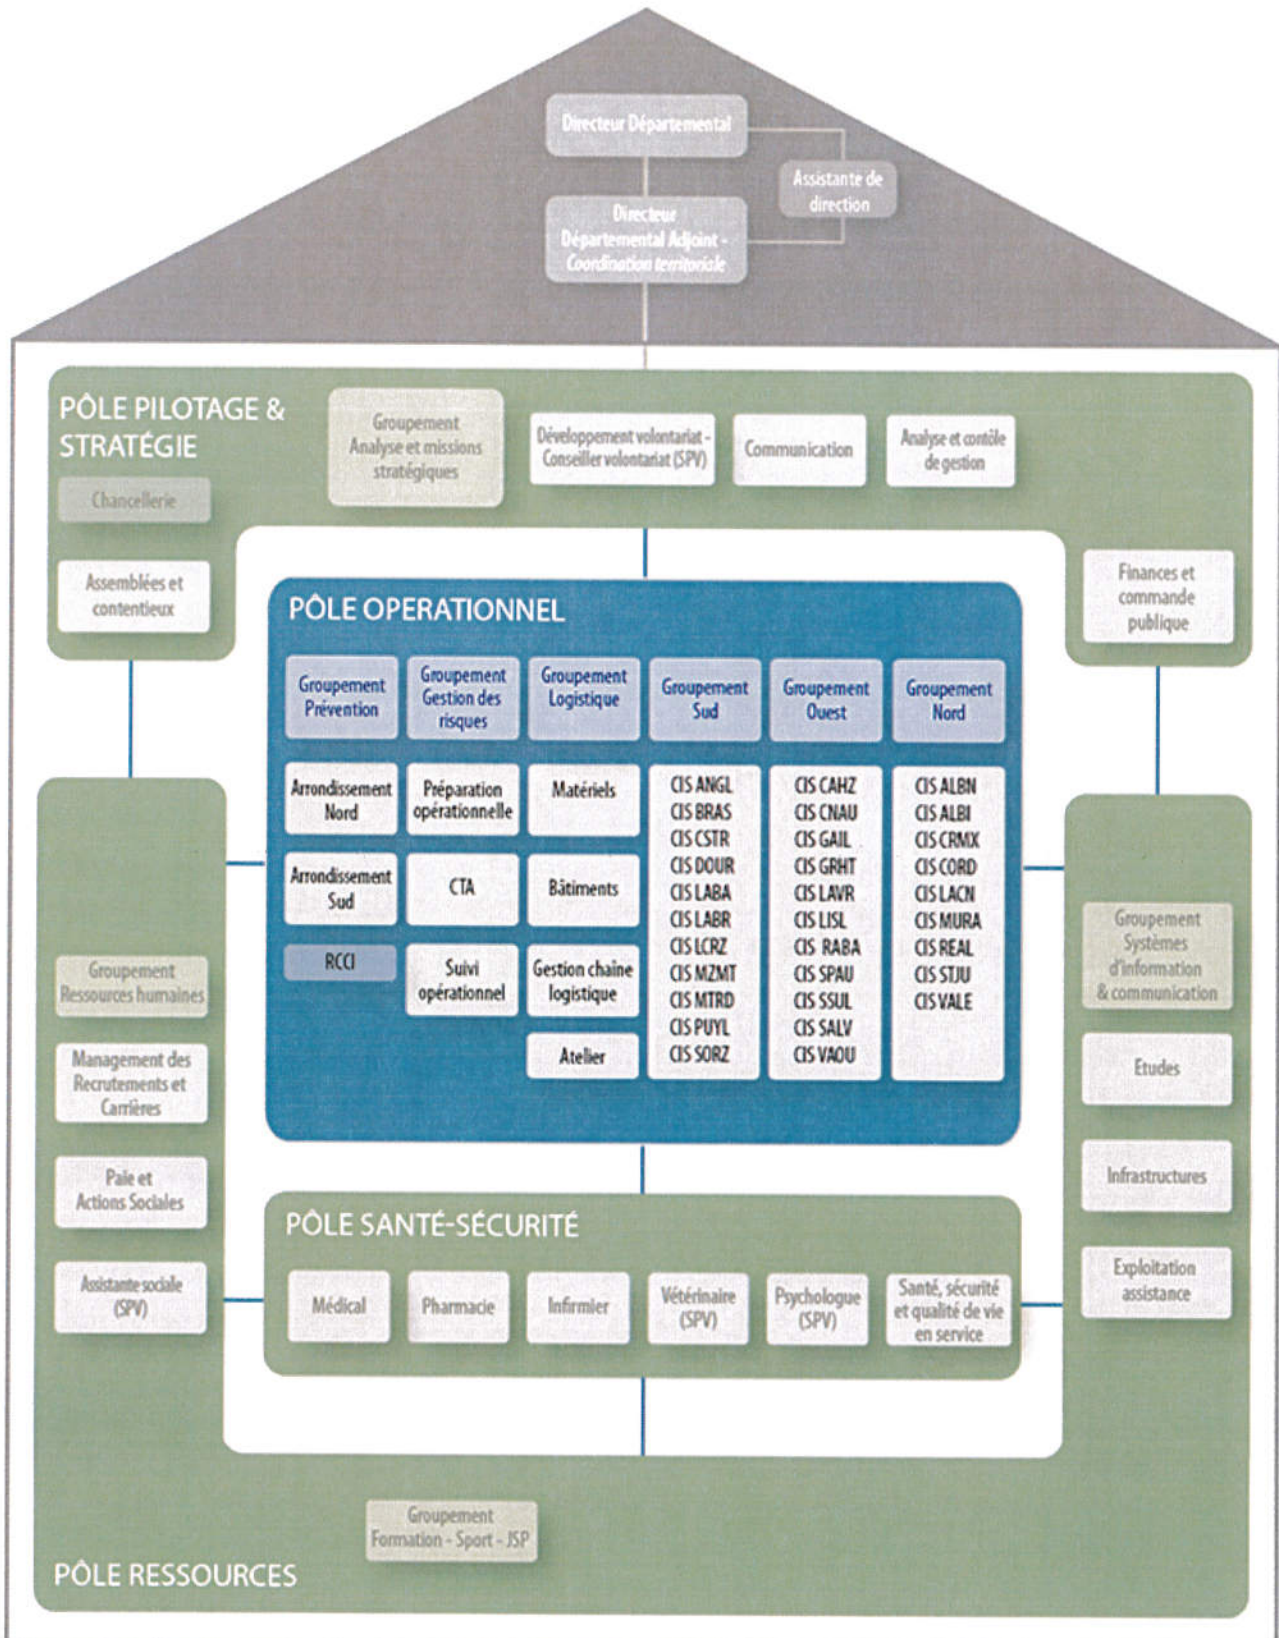 Directeur Départemental
Assistante de
direction
Directeur
Départemental Adjoint -
Coordination territoriale
PÔLE PILOTAGE &
STRATÉGIE
Groupement
Analyse et missions
stratégiques
Développement volontariat -
Conseiller volontariat (SPV)
Communication
Analyse et contôle
de gestion
Chancellerie
Assemblées et
contentieux
Finances et
commande
publique
PÔLE OPERATIONNEL
Groupement
Prévention
Groupement
Gestion des
risques
Groupement
Logistique
Groupement
Sud
Groupement
Ouest
Groupement
Nord
Arrondissement
Nord
Arrondissement
Sud
RCCI
Préparation
opérationnelle
CTA
Suivi
opérationnel
Matériels
Bâtiments
Gestion chaîne
logistique
Atelier
CIS ANGL
CIS BRAS
CIS CSTR
CIS DOUR
CIS LABA
CIS LABR
CIS LCRZ
CIS MZMT
CIS MTRD
CIS PUYL
CIS SORZ
CIS CAHZ
CIS CNAU
CIS GAIL
CIS GRHT
CIS LAVR
CIS LISL
CIS RABA
CIS SPAU
CIS SSUL
CIS SALV
CIS VAOU
CIS ALBN
CIS ALBI
CIS CRMX
CIS CORD
CIS LACN
CIS MURA
CIS REAL
CIS STJU
CIS VALE
Groupement
Ressources humaines
Management des
Recrutements et
Carrières
Paie et
Actions Sociales
Assistante sociale
(SPV)
Groupement
Systèmes
d'information
& communication
Etudes
Infrastructures
Exploitation
assistance
PÔLE SANTÉ-SÉCURITÉ
Médical
Pharmacie
Infirmier
Vétérinaire
(SPV)
Psychologue
(SPV)
Santé, sécurité
et qualité de vie
en service
Groupement
Formation - Sport - JSP
PÔLE RESSOURCES